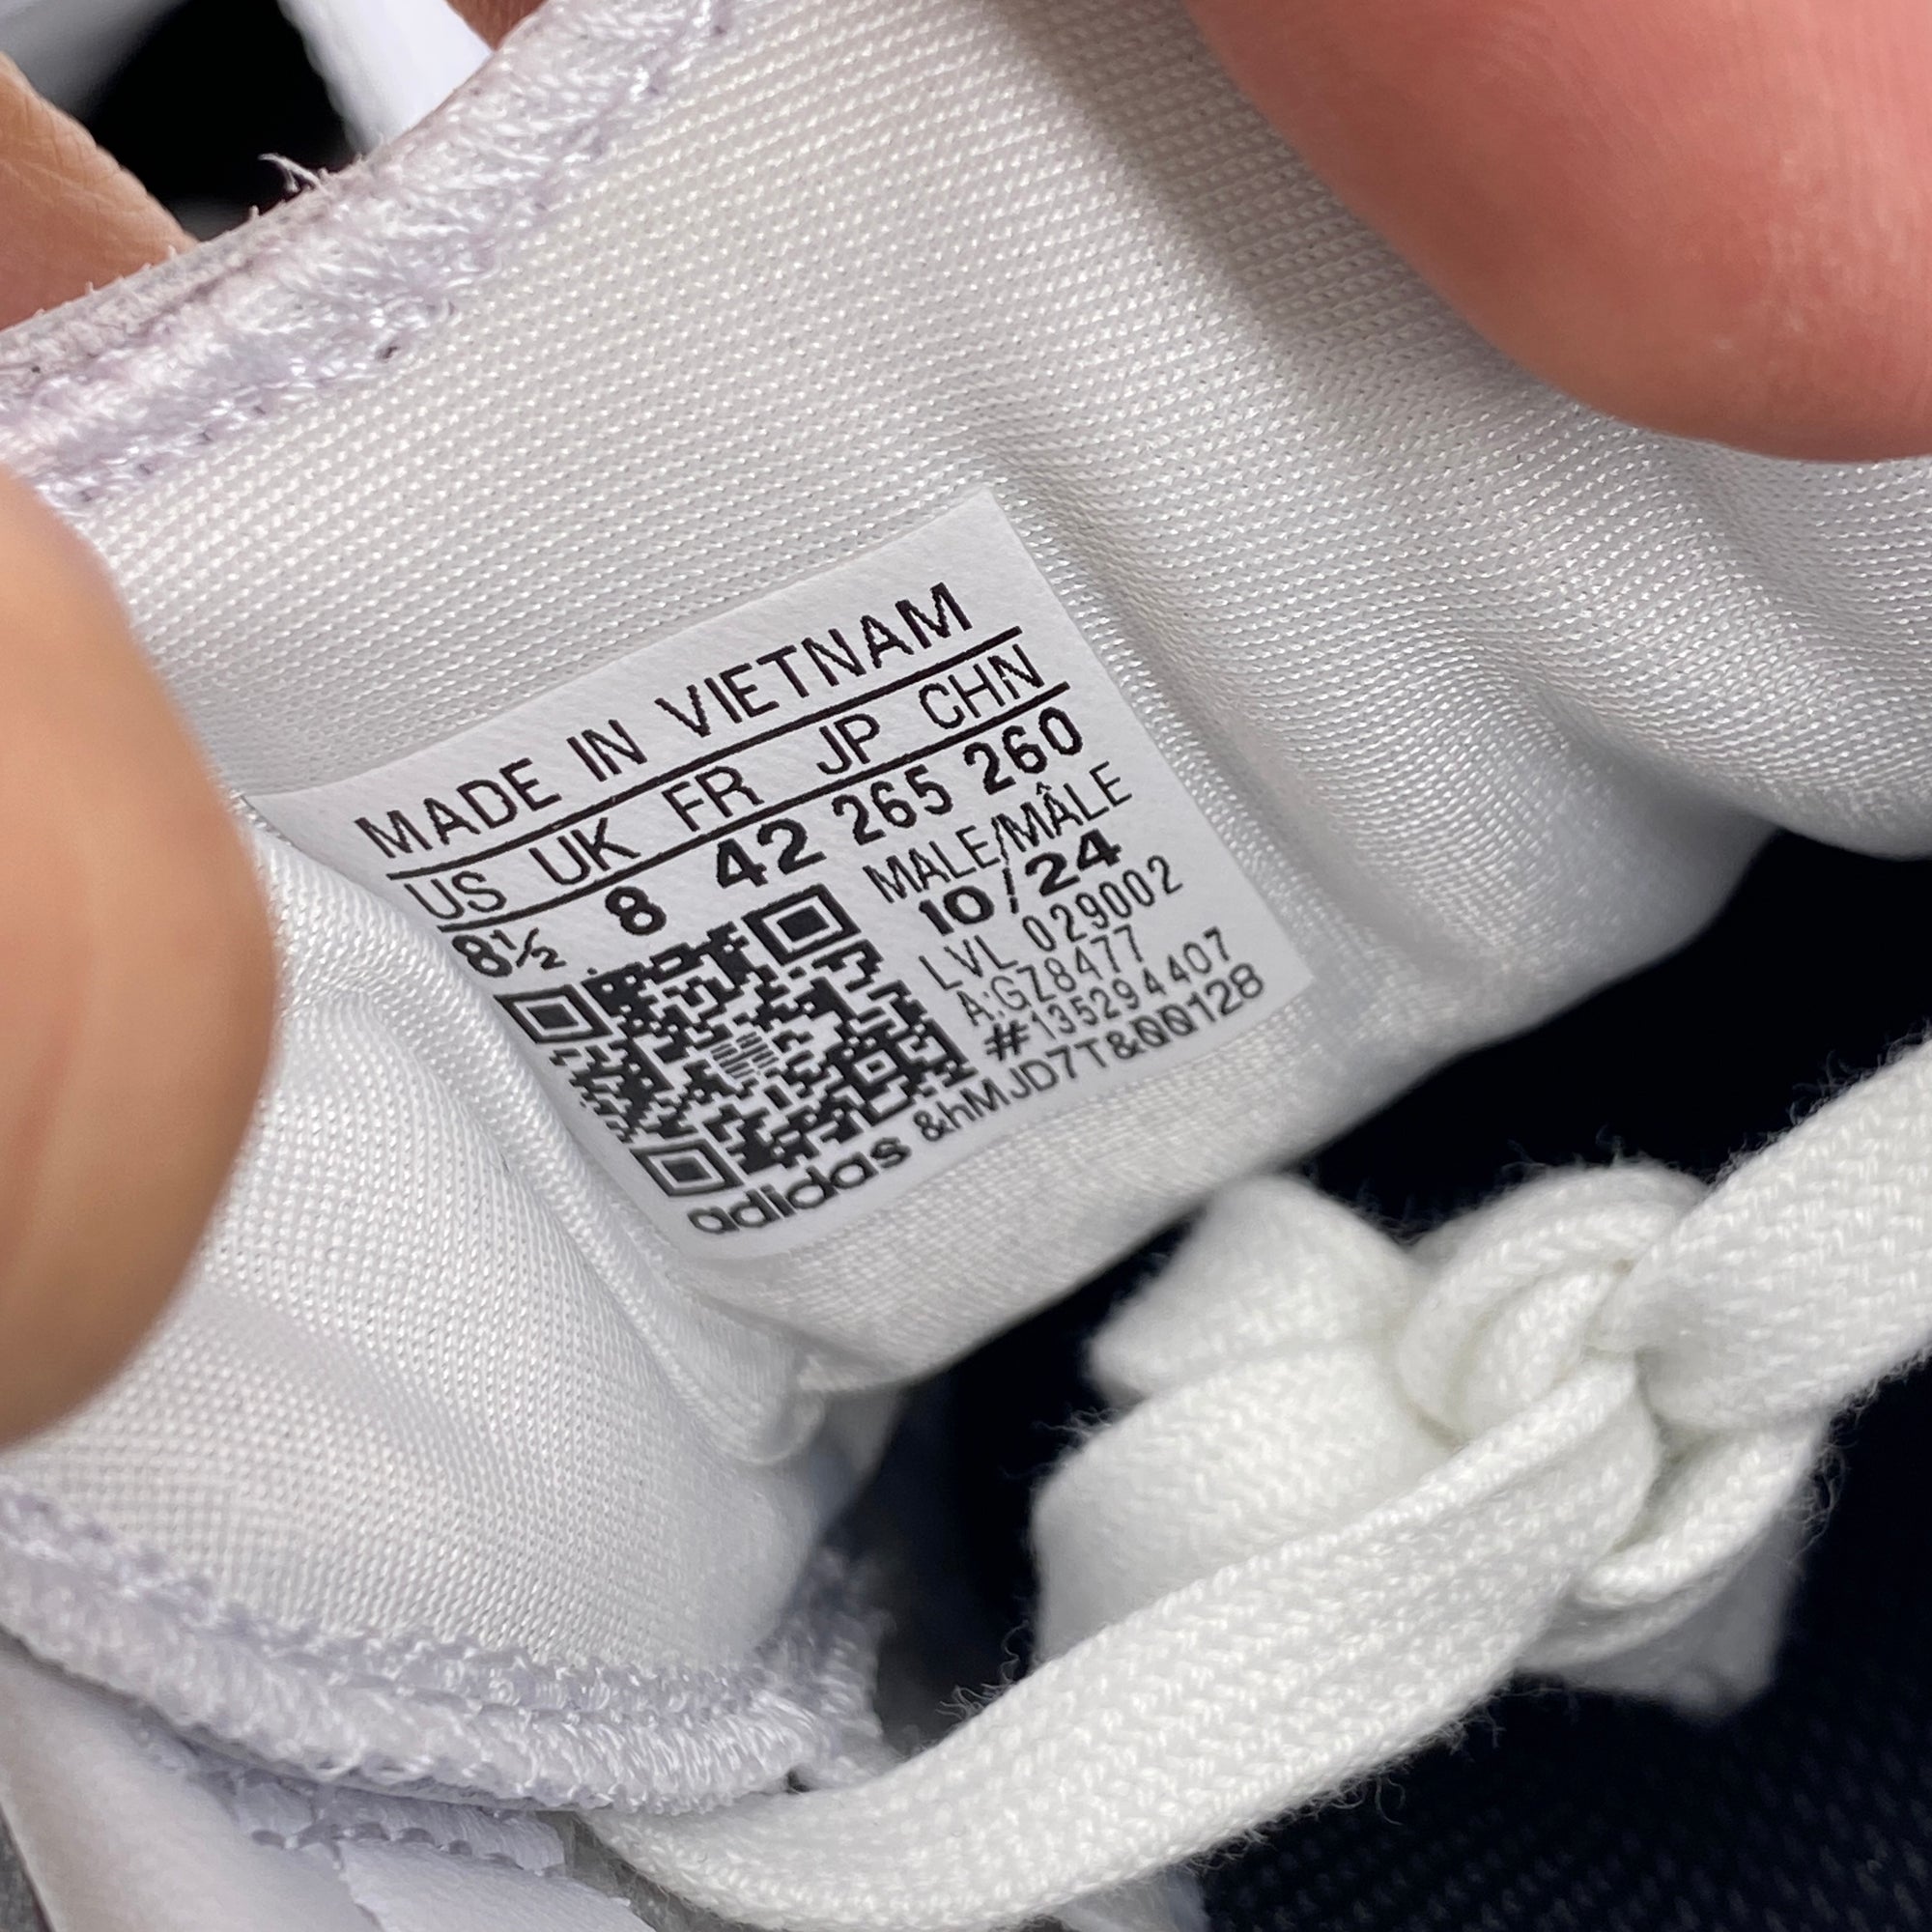 MADE IN VIETNAM
US UK FR JP CHN
8½ 8 42 265 260
MALE/MÂLE
10/24
LVL 029002
A:GZ8477
#135294407
adidas &hMJD7T&QQ128